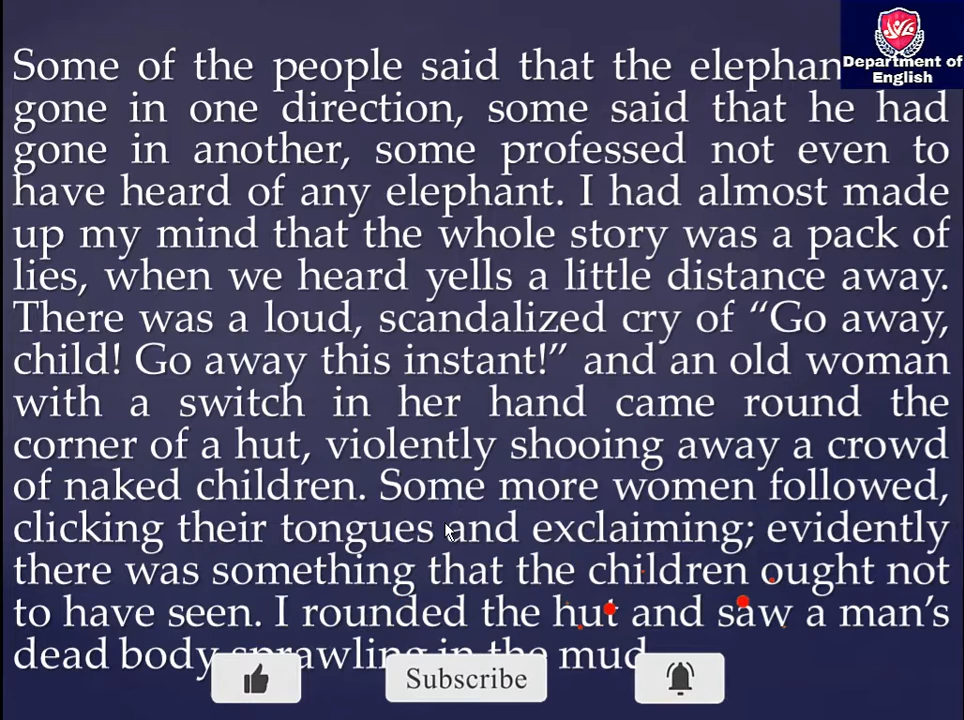 Some of the people said that the elephan
gone in one direction, some said that he had
gone in another, some professed not even to
have heard of any elephant. I had almost made
up my mind that the whole story was a pack of
lies, when we heard yells a little distance away.
There was a loud, scandalized cry of “Go away,
child! Go away this instant!” and an old woman
with a switch in her hand came round the
corner of a hut, violently shooing away a crowd
of naked children. Some more women followed,
clicking their tongues and exclaiming; evidently
there was something that the children ought not
to have seen. I rounded the hut and saw a man’s
dead body sprawling in the mud
Department of
English
Subscribe